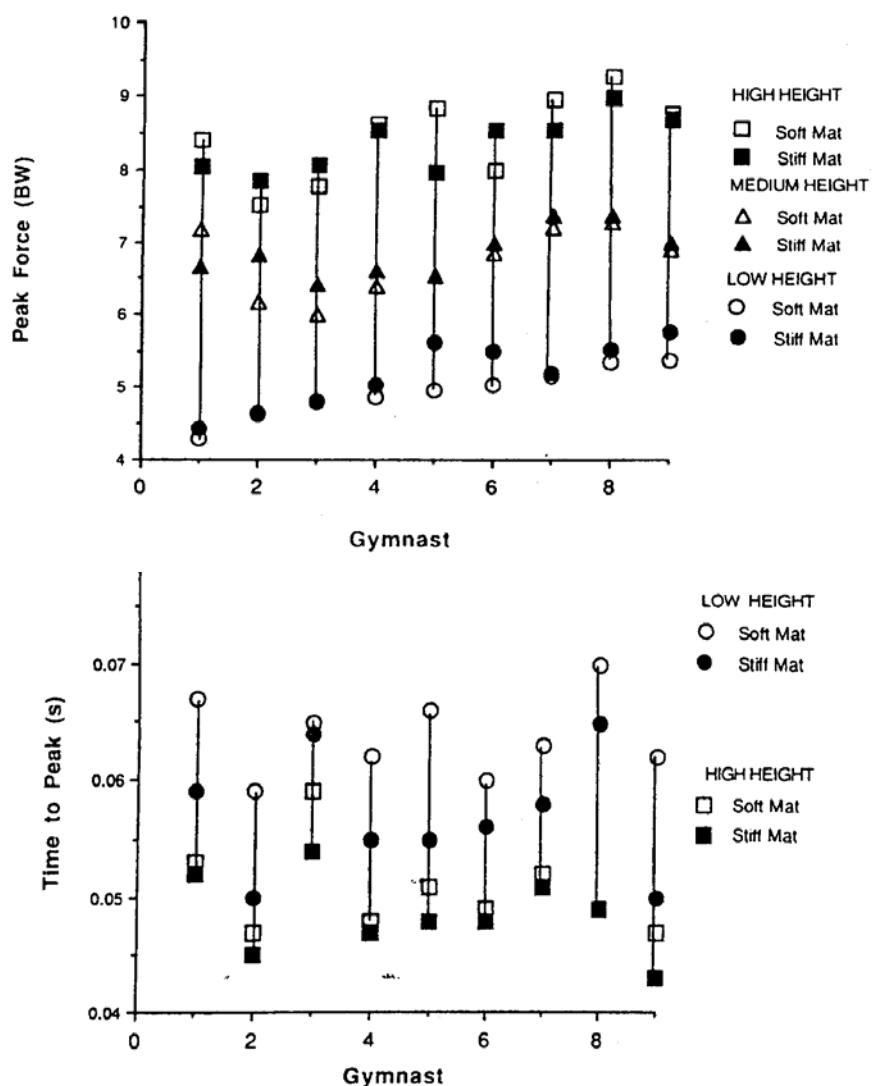 10
9
8
7
6
5
4
0 2 4 6 8
Peak Force (BW)
Gymnast
HIGH HEIGHT
Soft Mat
Stiff Mat
MEDIUM HEIGHT
Soft Mat
Stiff Mat
LOW HEIGHT
Soft Mat
Stiff Mat
0.07
0.06
0.05
0.04
0 2 4 6 8
Time to Peak (s)
Gymnast
LOW HEIGHT
Soft Mat
Stiff Mat
HIGH HEIGHT
Soft Mat
Stiff Mat